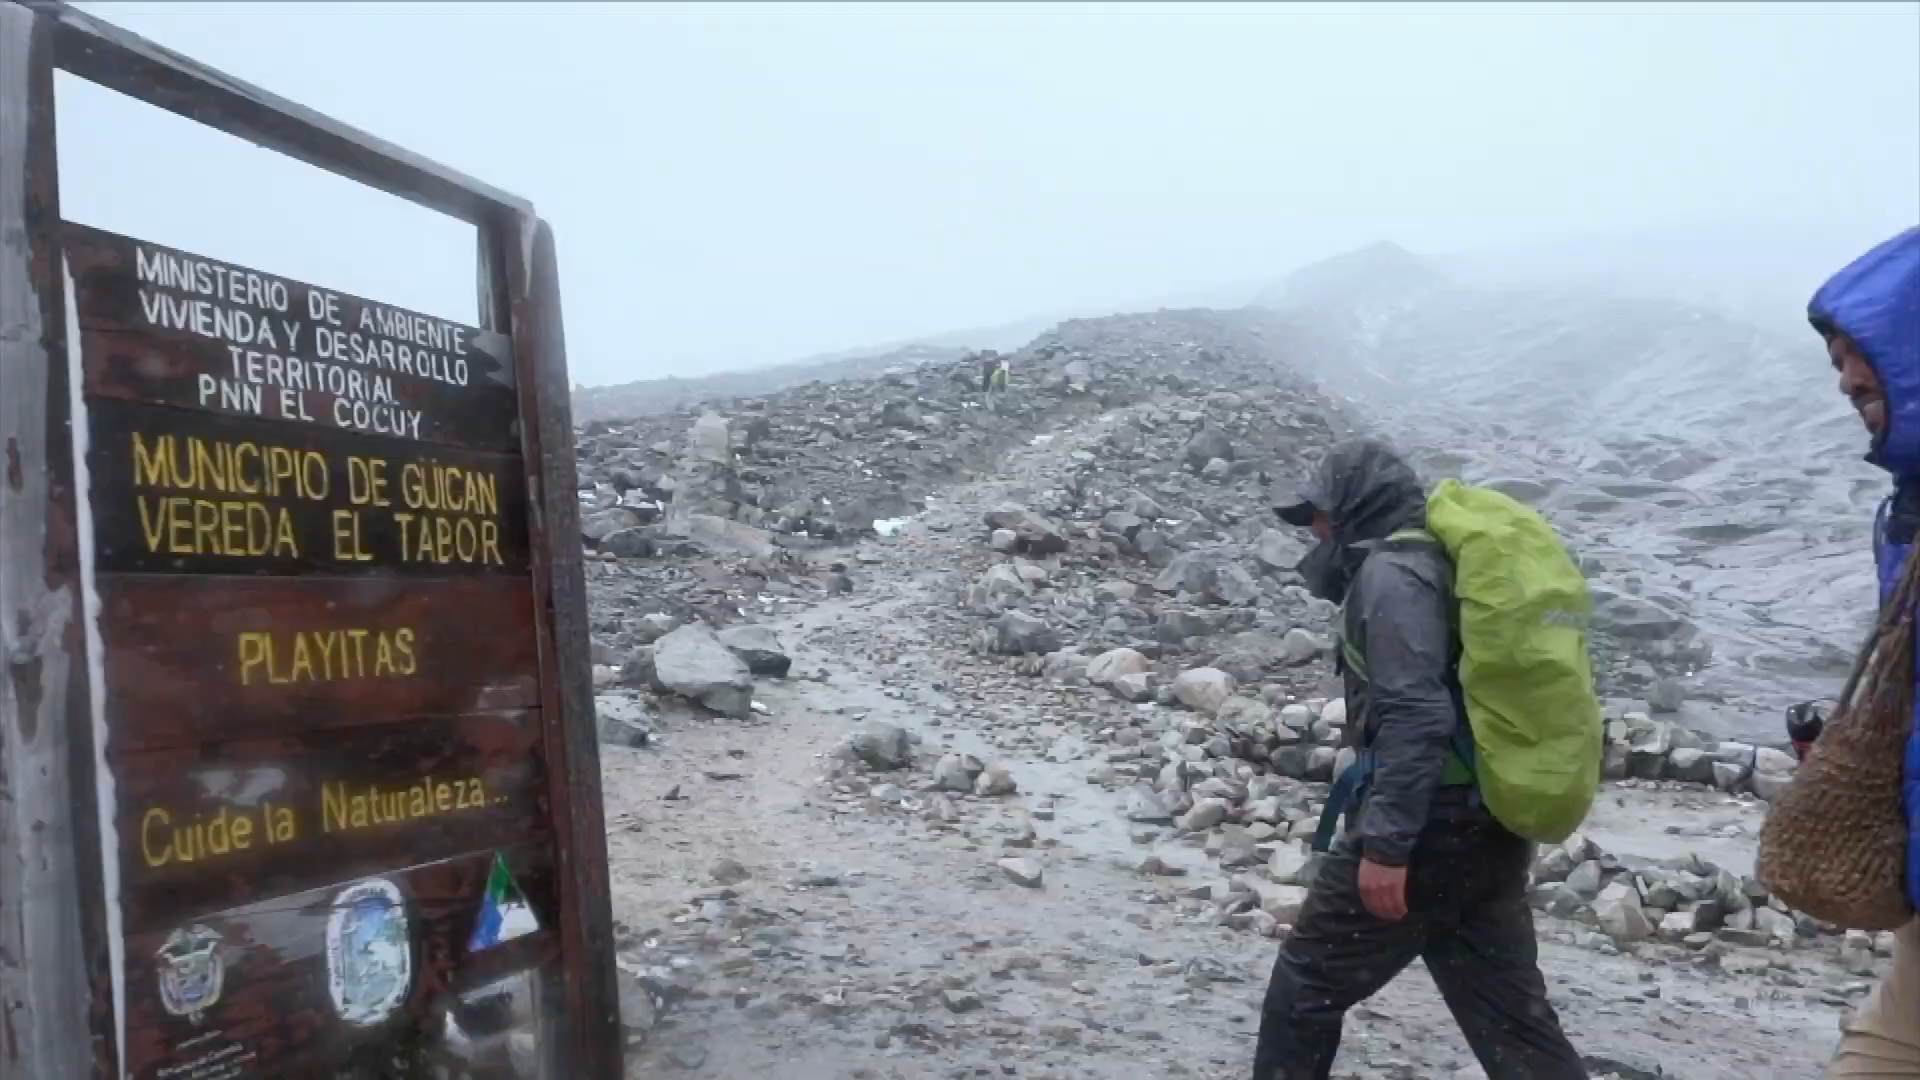 MINISTERIO DE AMBIENTE
VIVIENDA Y DESARROLLO
TERRITORIAL
PNN EL COCUY
MUNICIPIO DE GÜICAN
VEREDA EL TABOR
PLAYITAS
Cuide la Naturaleza...